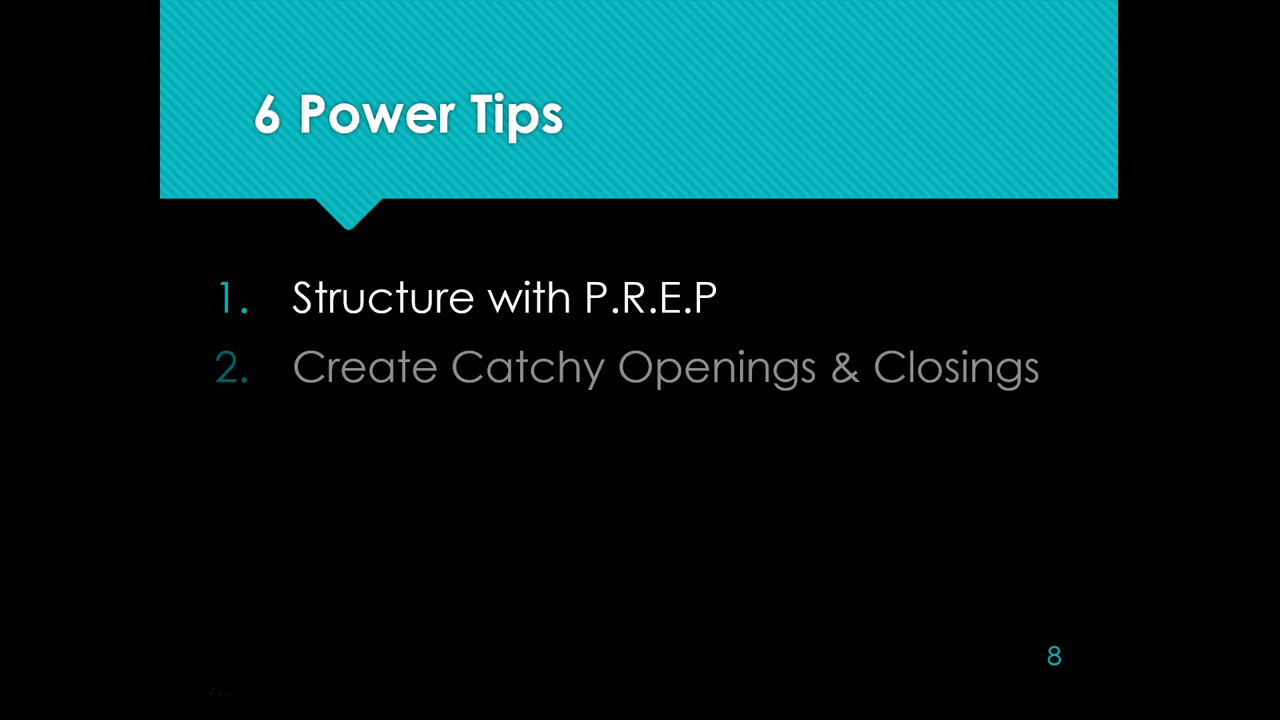 6 Power Tips
1. Structure with P.R.E.P
2. Create Catchy Openings & Closings
8